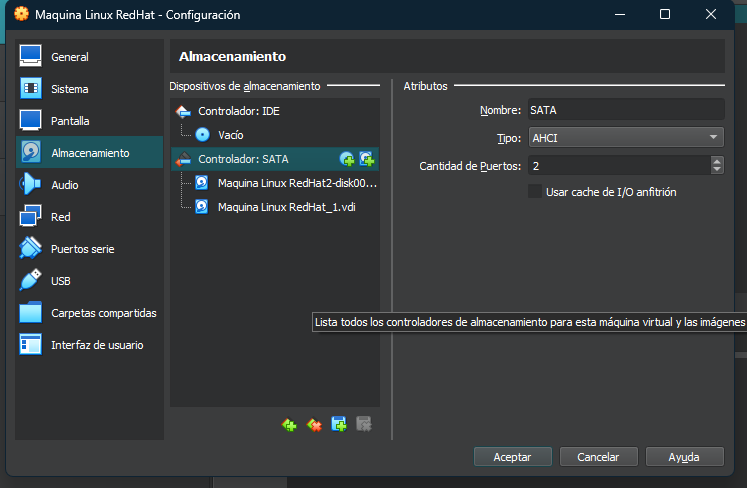 Maquina Linux RedHat - Configuración
General
Sistema
Pantalla
Almacenamiento
Audio
Red
Puertos serie
USB
Carpetas compartidas
Interfaz de usuario
Almacenamiento
Dispositivos de almacenamiento
Controlador: IDE
Vacío
Controlador: SATA
Maquina Linux RedHat2-disk00...
Maquina Linux RedHat_1.vdi
Atributos
Nombre: SATA
Tipo: AHCI
Cantidad de Puertos: 2
Usar cache de I/O anfitrión
Lista todos los controladores de almacenamiento para esta máquina virtual y las imágenes
Aceptar
Cancelar
Ayuda